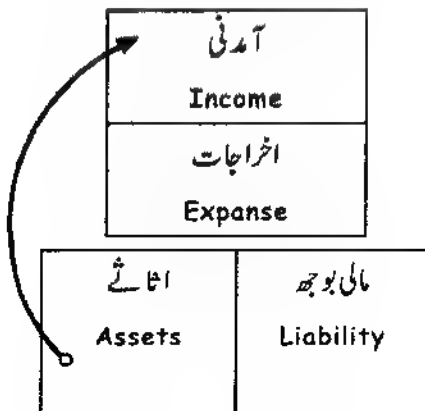 آمدنی
Income
اخراجات
Expanse
اثاثے
Assets
مالی بوجھ
Liability